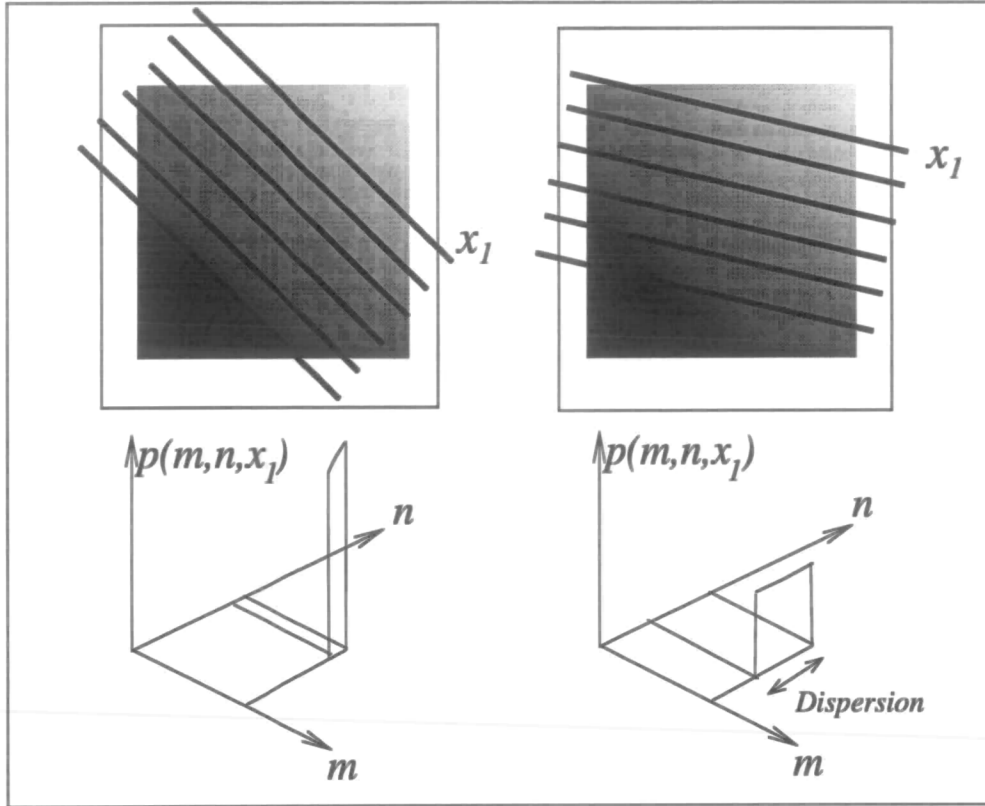 x₁
x₁
p(m,n,x₁)
n
m
p(m,n,x₁)
n
Dispersion
m